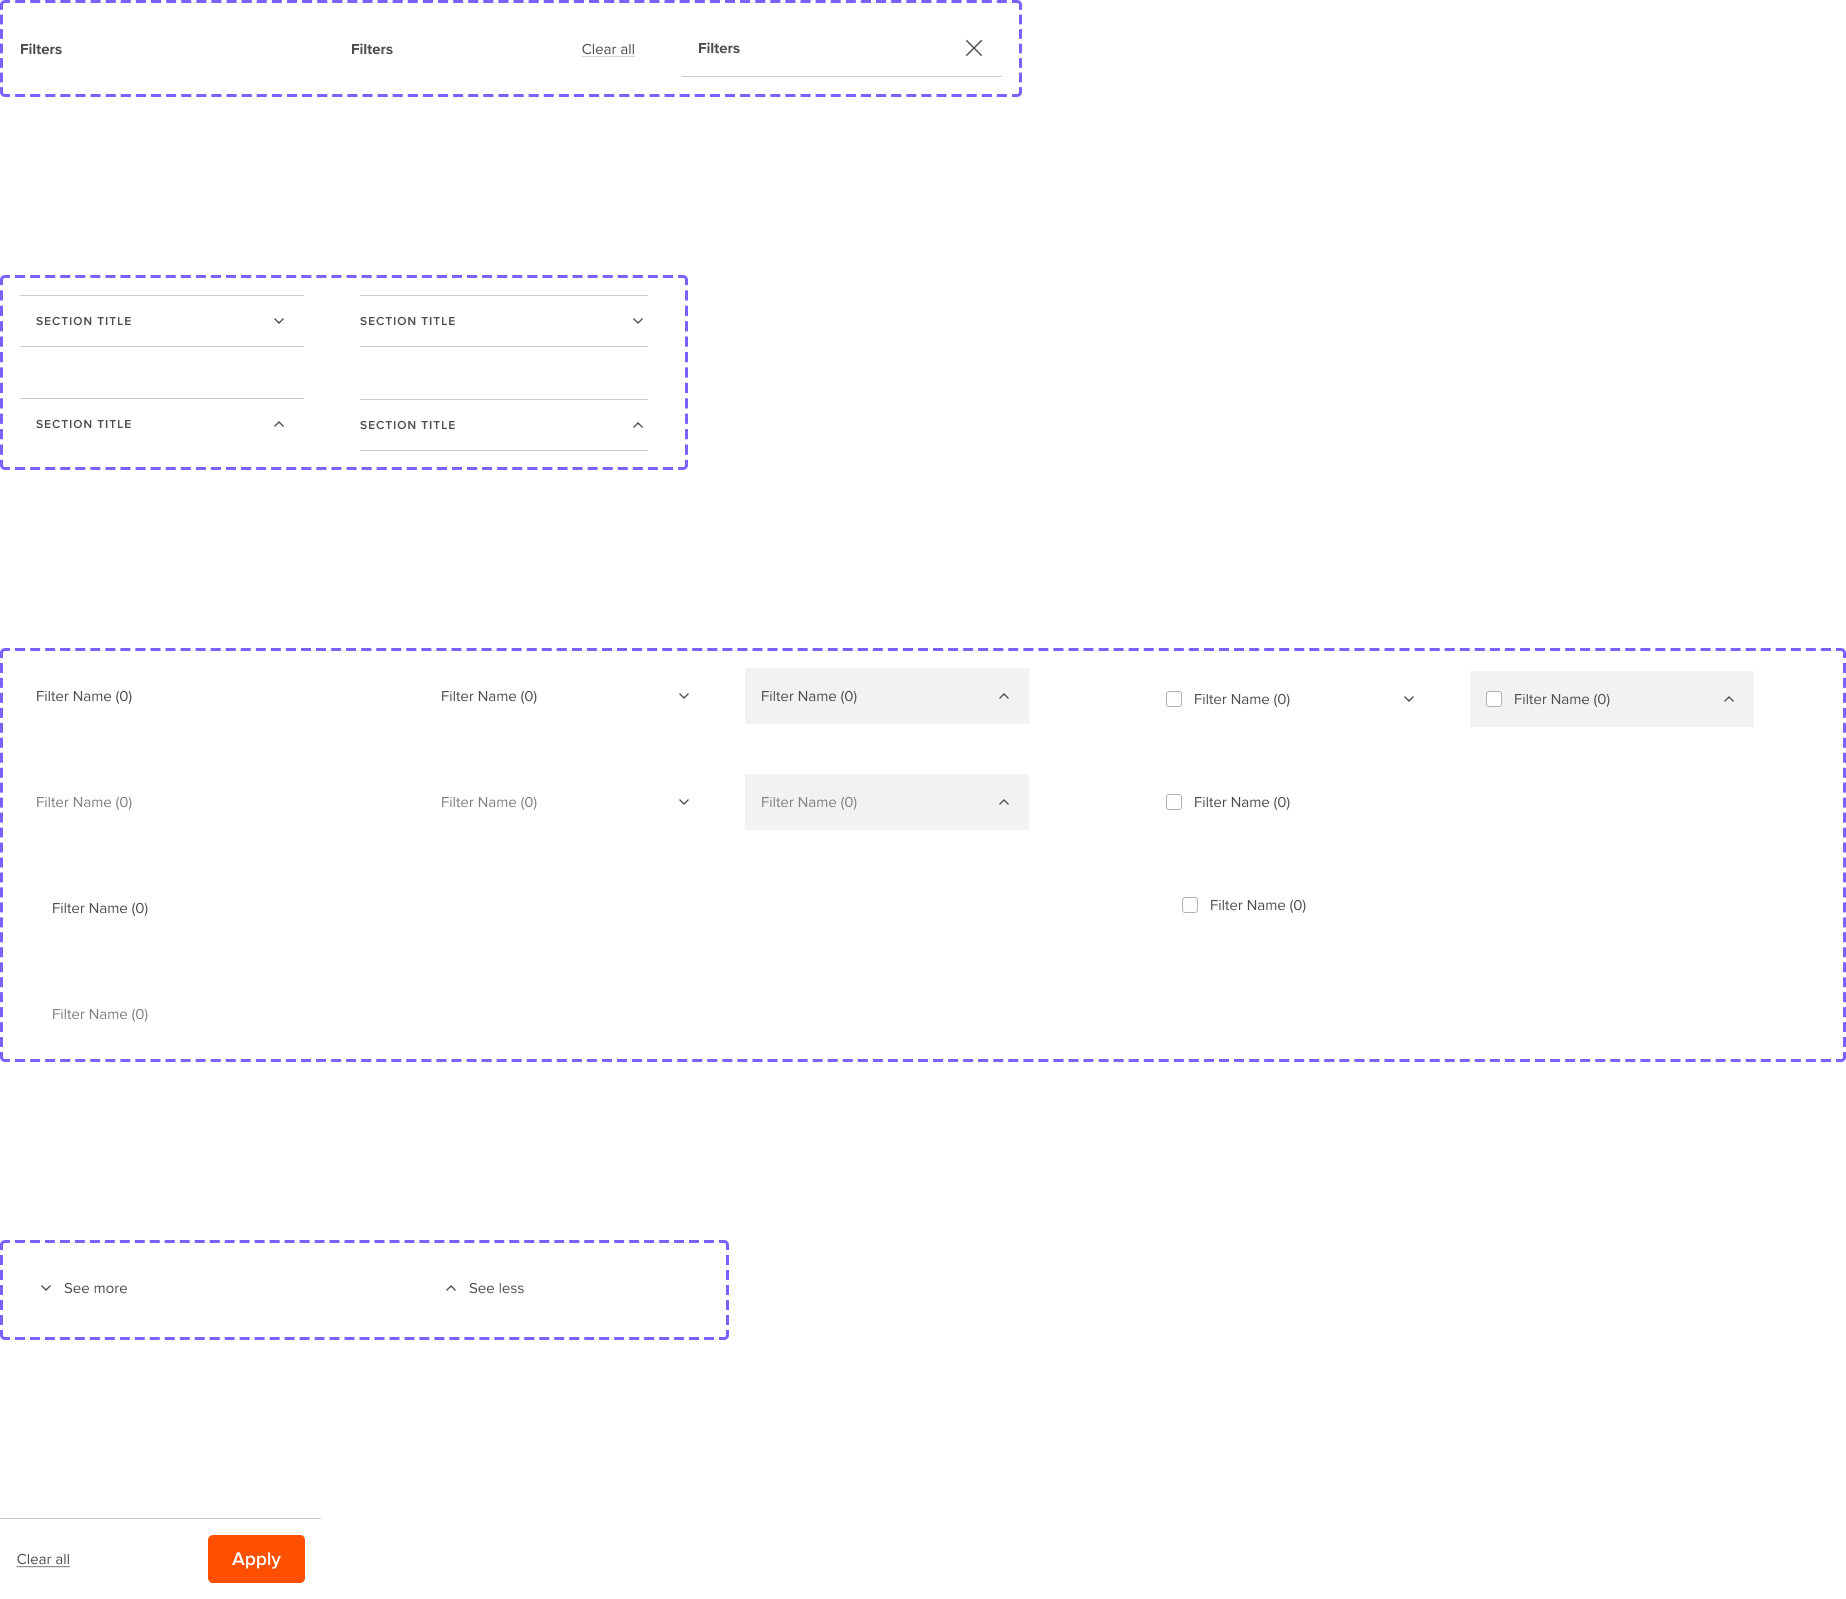 Filters Filters Clear all Filters
SECTION TITLE SECTION TITLE
SECTION TITLE SECTION TITLE
Filter Name (0) Filter Name (0) Filter Name (0) Filter Name (0) Filter Name (0)
Filter Name (0) Filter Name (0) Filter Name (0) Filter Name (0)
Filter Name (0) Filter Name (0)
Filter Name (0)
See more See less
Clear all Apply